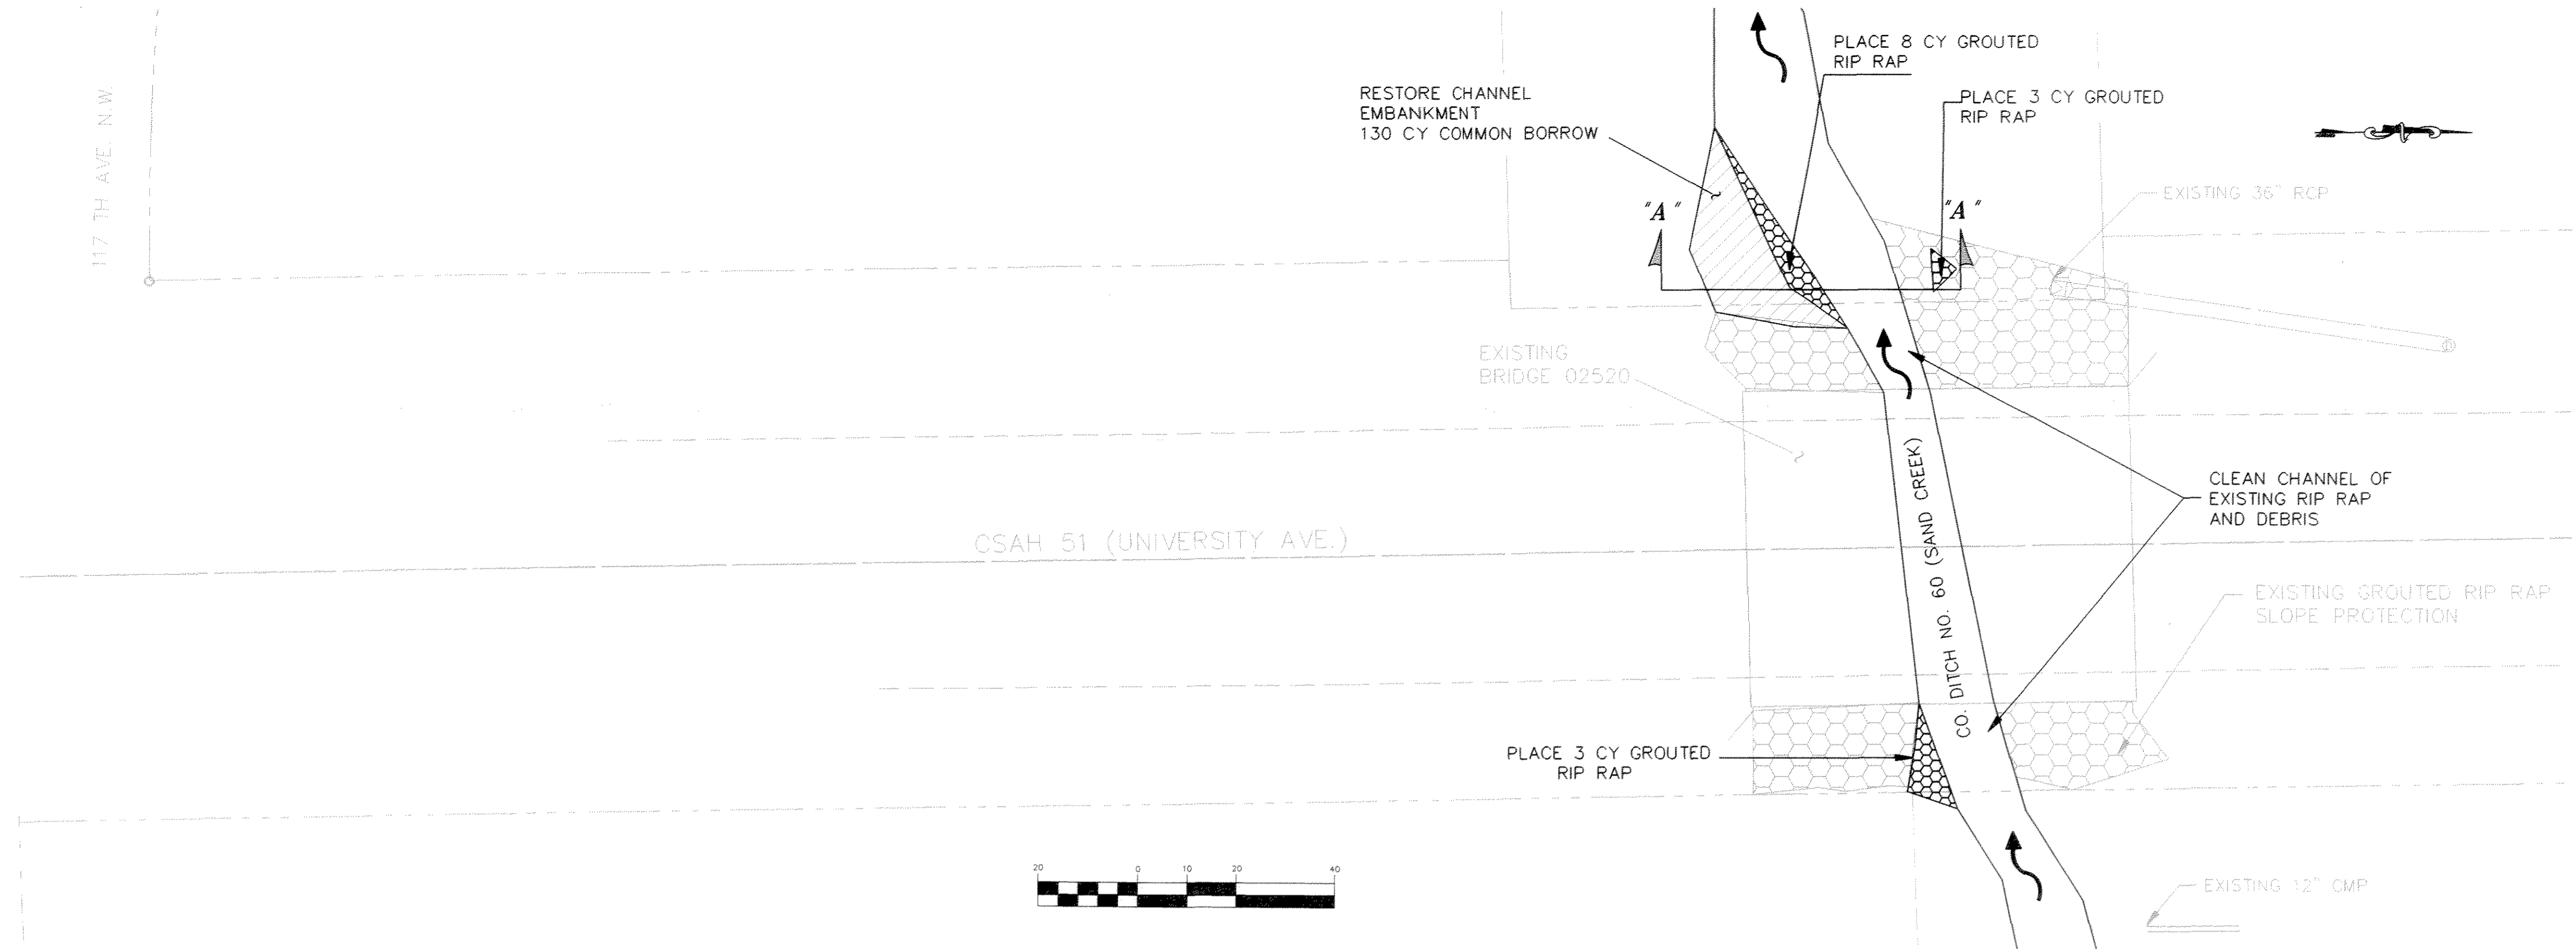 117 TH AVE. N.W.
RESTORE CHANNEL
EMBANKMENT
130 CY COMMON BORROW
PLACE 8 CY GROUTED
RIP RAP
PLACE 3 CY GROUTED
RIP RAP
"A"
"A"
EXISTING 36" RCP
EXISTING
BRIDGE 02520
CLEAN CHANNEL OF
EXISTING RIP RAP
AND DEBRIS
CSAH 51 (UNIVERSITY AVE.)
CO. DITCH NO. 60 (SAND CREEK)
EXISTING GROUTED RIP RAP
SLOPE PROTECTION
PLACE 3 CY GROUTED
RIP RAP
20 0 10 20 40
EXISTING 12" CMP